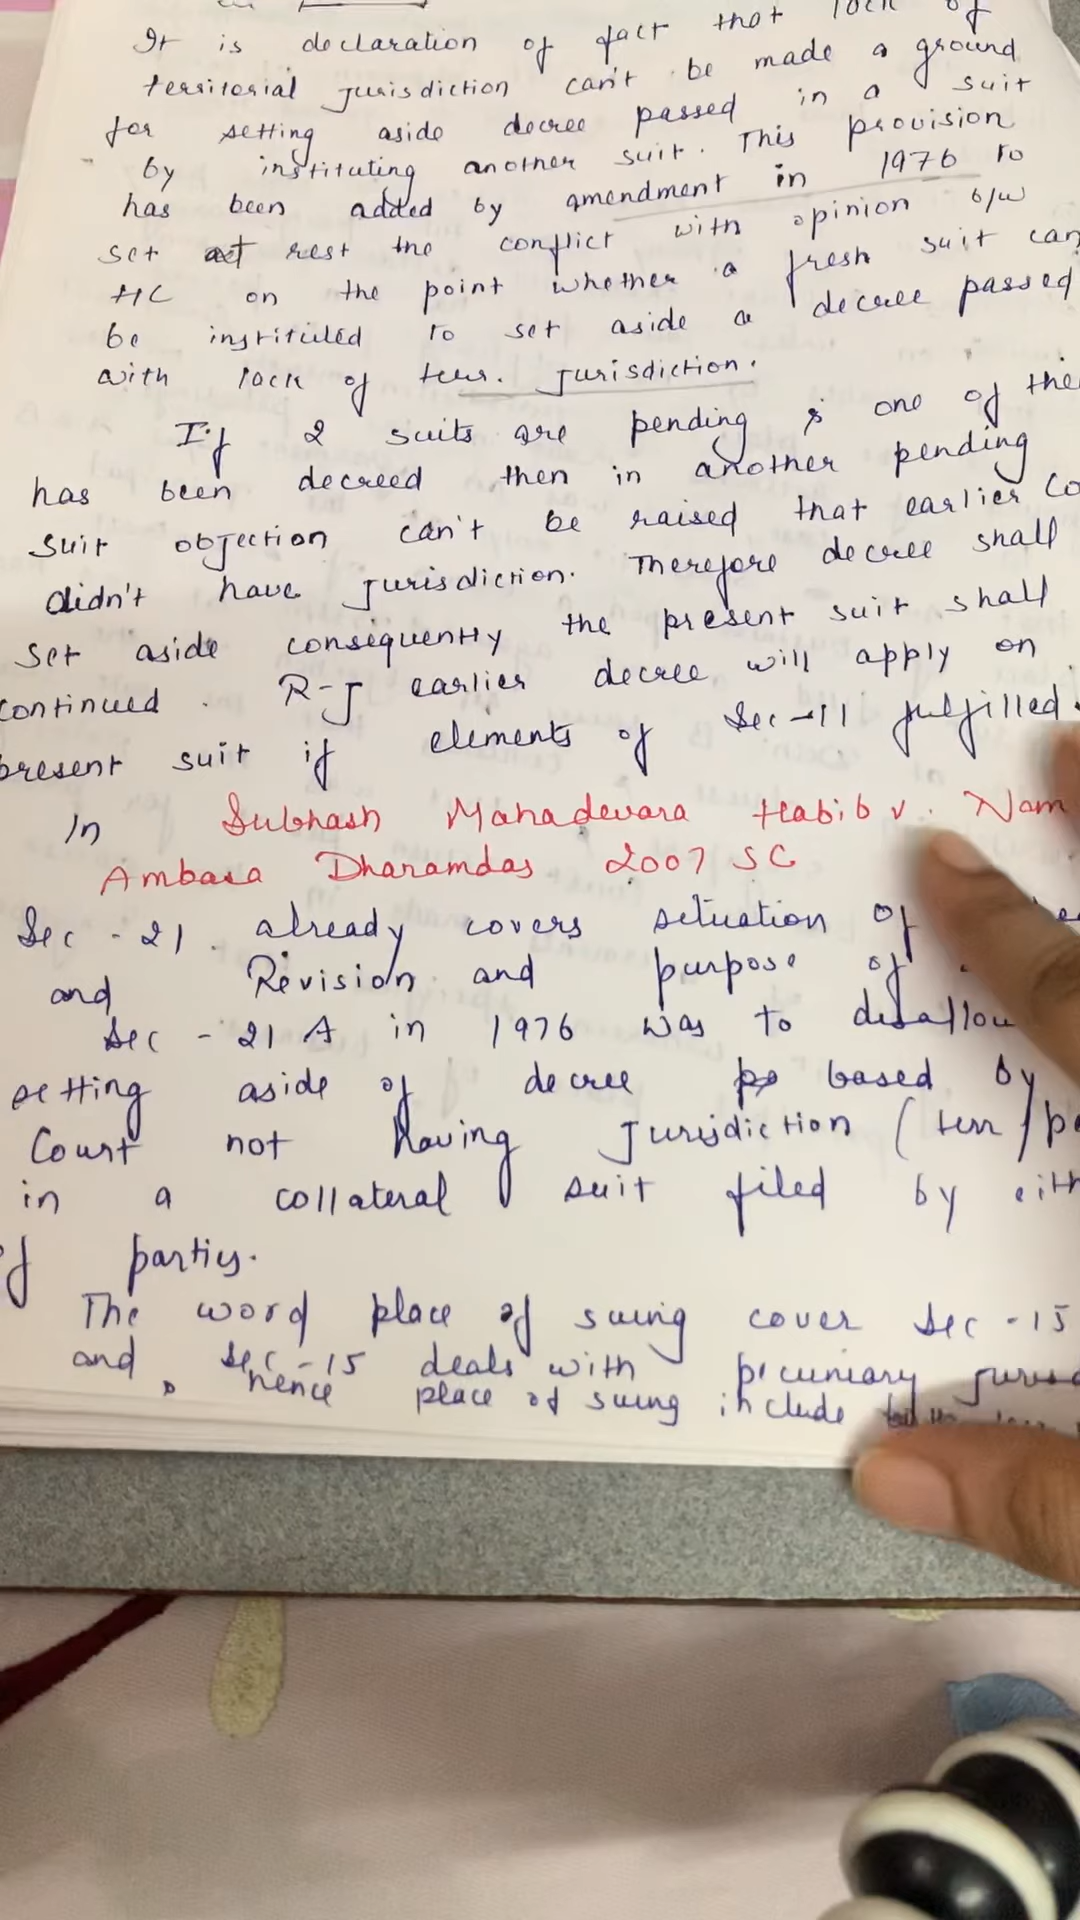 It is declaration of fact that lack of
territorial jurisdiction can't be made a ground
for setting aside decree passed in a suit
by instituting another suit. This provision
has been added by amendment in 1976 to
set at rest the conflict with opinion b/w
HC on the point whether a fresh suit can
be instituted to set aside a decree passed
with lack of terr. jurisdiction.
If 2 suits are pending & one of the
has been decreed then in another pending
suit objection can't be raised that earlier Co
didn't have jurisdiction. Therefore decree shall
set aside consequently the present suit shall
continued. R-J earlier decree will apply on
present suit if elements of Sec-11 fulfilled.
In Subhash Mahadevara Habib v. Nam
Ambasa Dharamdas 2007 SC
Sec - 21 already covers situation of
and Revision and purpose of
Sec - 21 A in 1976 was to disallow
setting aside of decree based by
Court not having jurisdiction (terr/pe
in a collateral suit filed by eith
of parties.
The word place of suing cover Sec - 15
and Sec - 15 deals with pecuniary
hence place of suing include